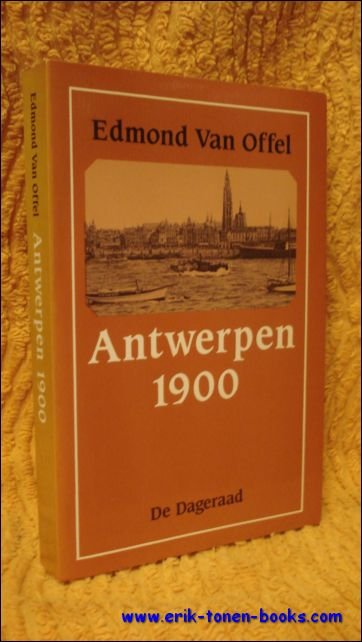 Edmond Van Offel
Antwerpen
1900
De Dageraad
Edmond Van Offel Antwerpen 1900
www.erik-tonen-books.com